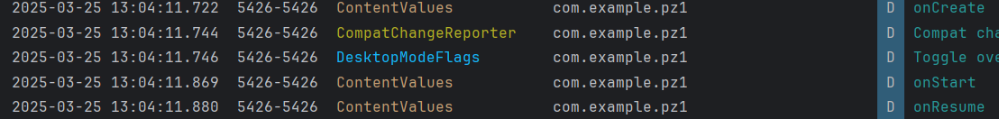 2025-03-25 13:04:11.722 5426-5426 ContentValues com.example.pz1 D onCreate
2025-03-25 13:04:11.744 5426-5426 CompatChangeReporter com.example.pz1 D Compat cha
2025-03-25 13:04:11.746 5426-5426 DesktopModeFlags com.example.pz1 D Toggle ove
2025-03-25 13:04:11.869 5426-5426 ContentValues com.example.pz1 D onStart
2025-03-25 13:04:11.880 5426-5426 ContentValues com.example.pz1 D onResume